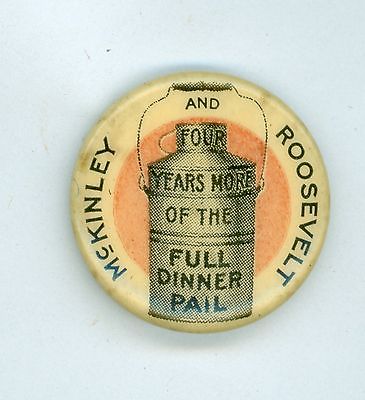 McKINLEY
AND
ROOSEVELT
FOUR
YEARS MORE
OF THE
FULL
DINNER
PAIL